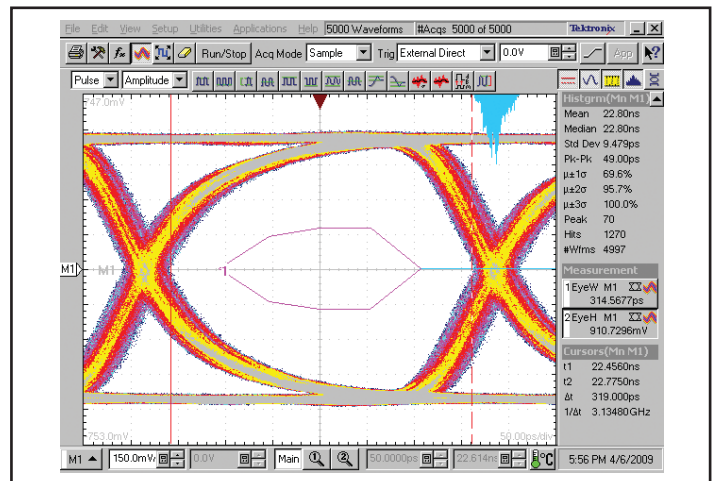 File Edit View Setup Utilities Applications Help 5000 Waveforms #Acqs 5000 of 5000 Tektronix
Run/Stop Acq Mode Sample Trig External Direct 0.0V App
Pulse Amplitude
747.0mV
Histgrm(Mn M1)
Mean 22.80ns
Median 22.80ns
Std Dev 9.479ps
Pk-Pk 49.00ps
µ±1σ 69.6%
µ±2σ 95.7%
µ±3σ 100.0%
Peak 70
Hits 1270
#Wfms 4997
M1 M1 1
Measurement
1 EyeW M1
314.5677ps
2 EyeH M1
910.7296mV
Cursors(Mn M1)
t1 22.4560ns
t2 22.7750ns
Δt 319.000ps
1/Δt 3.13480GHz
-753.0mV 50.00ps/div
M1 150.0mV/ 0.0V Main 1 2 50.0000ps 22.614ns °C 5:56 PM 4/6/2009